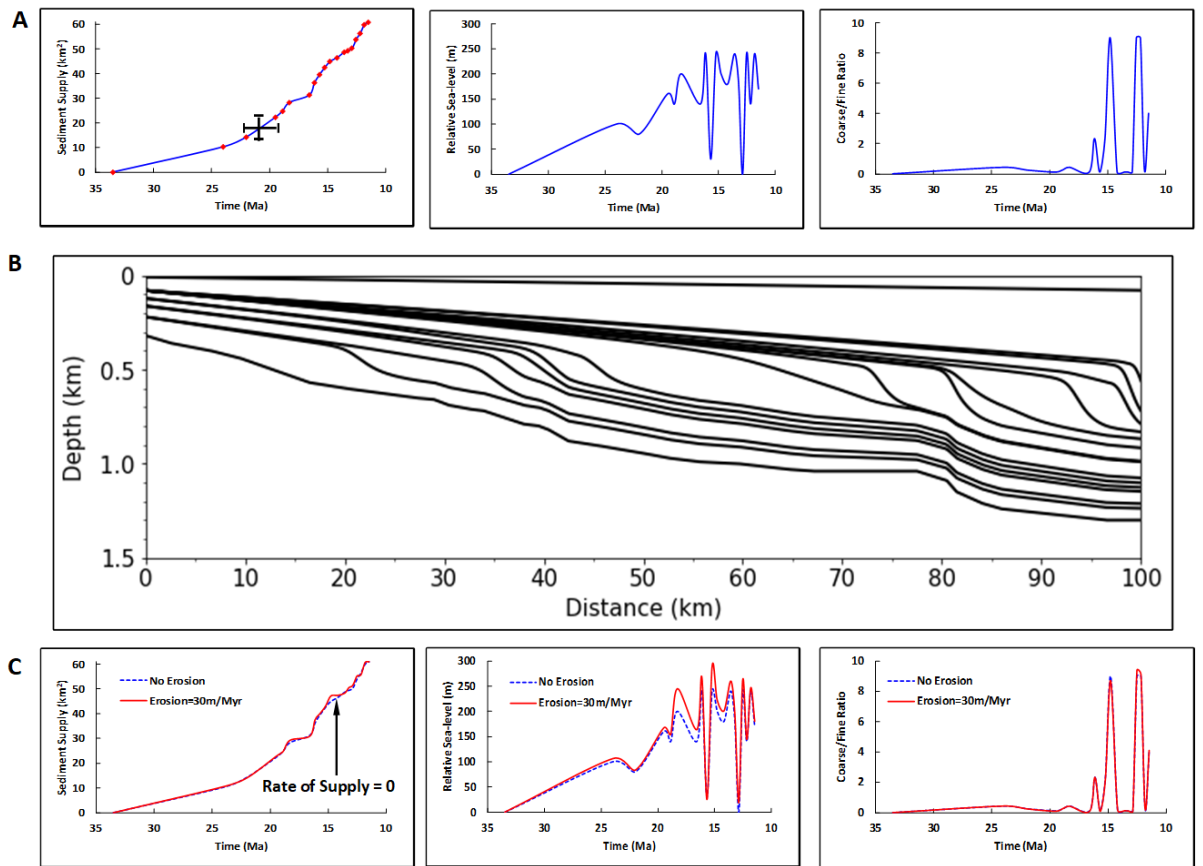 A
Sediment Supply (km²)
60
50
40
30
20
10
0
35 30 25 20 15 10
Time (Ma)
Relative Sea-level (m)
300
250
200
150
100
50
0
35 30 25 20 15 10
Time (Ma)
Coarse/Fine Ratio
10
8
6
4
2
0
35 30 25 20 15 10
Time (Ma)
B
Depth (km)
0
0.5
1.0
1.5
0 10 20 30 40 50 60 70 80 90 100
Distance (km)
C
Sediment Supply (km²)
60
50
40
30
20
10
0
No Erosion
Erosion=30m/Myr
Rate of Supply = 0
35 30 25 20 15 10
Time (Ma)
Relative Sea-level (m)
300
250
200
150
100
50
0
No Erosion
Erosion=30m/Myr
35 30 25 20 15 10
Time (Ma)
Coarse/Fine Ratio
10
8
6
4
2
0
No Erosion
Erosion=30m/Myr
35 30 25 20 15 10
Time (Ma)